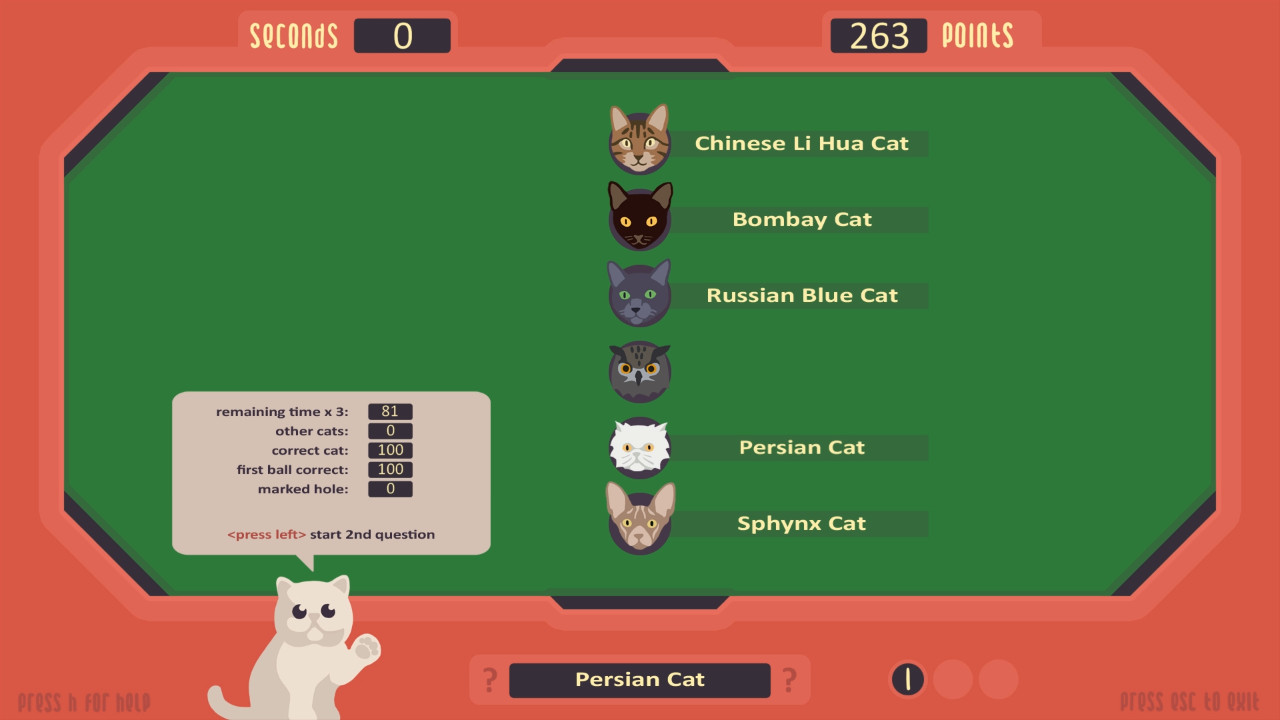 seconds 0
263 points
Chinese Li Hua Cat
Bombay Cat
Russian Blue Cat
Persian Cat
Sphynx Cat
remaining time x 3: 81
other cats: 0
correct cat: 100
first ball correct: 100
marked hole: 0
<press left> start 2nd question
? Persian Cat ?
1
press h for help
press esc to exit